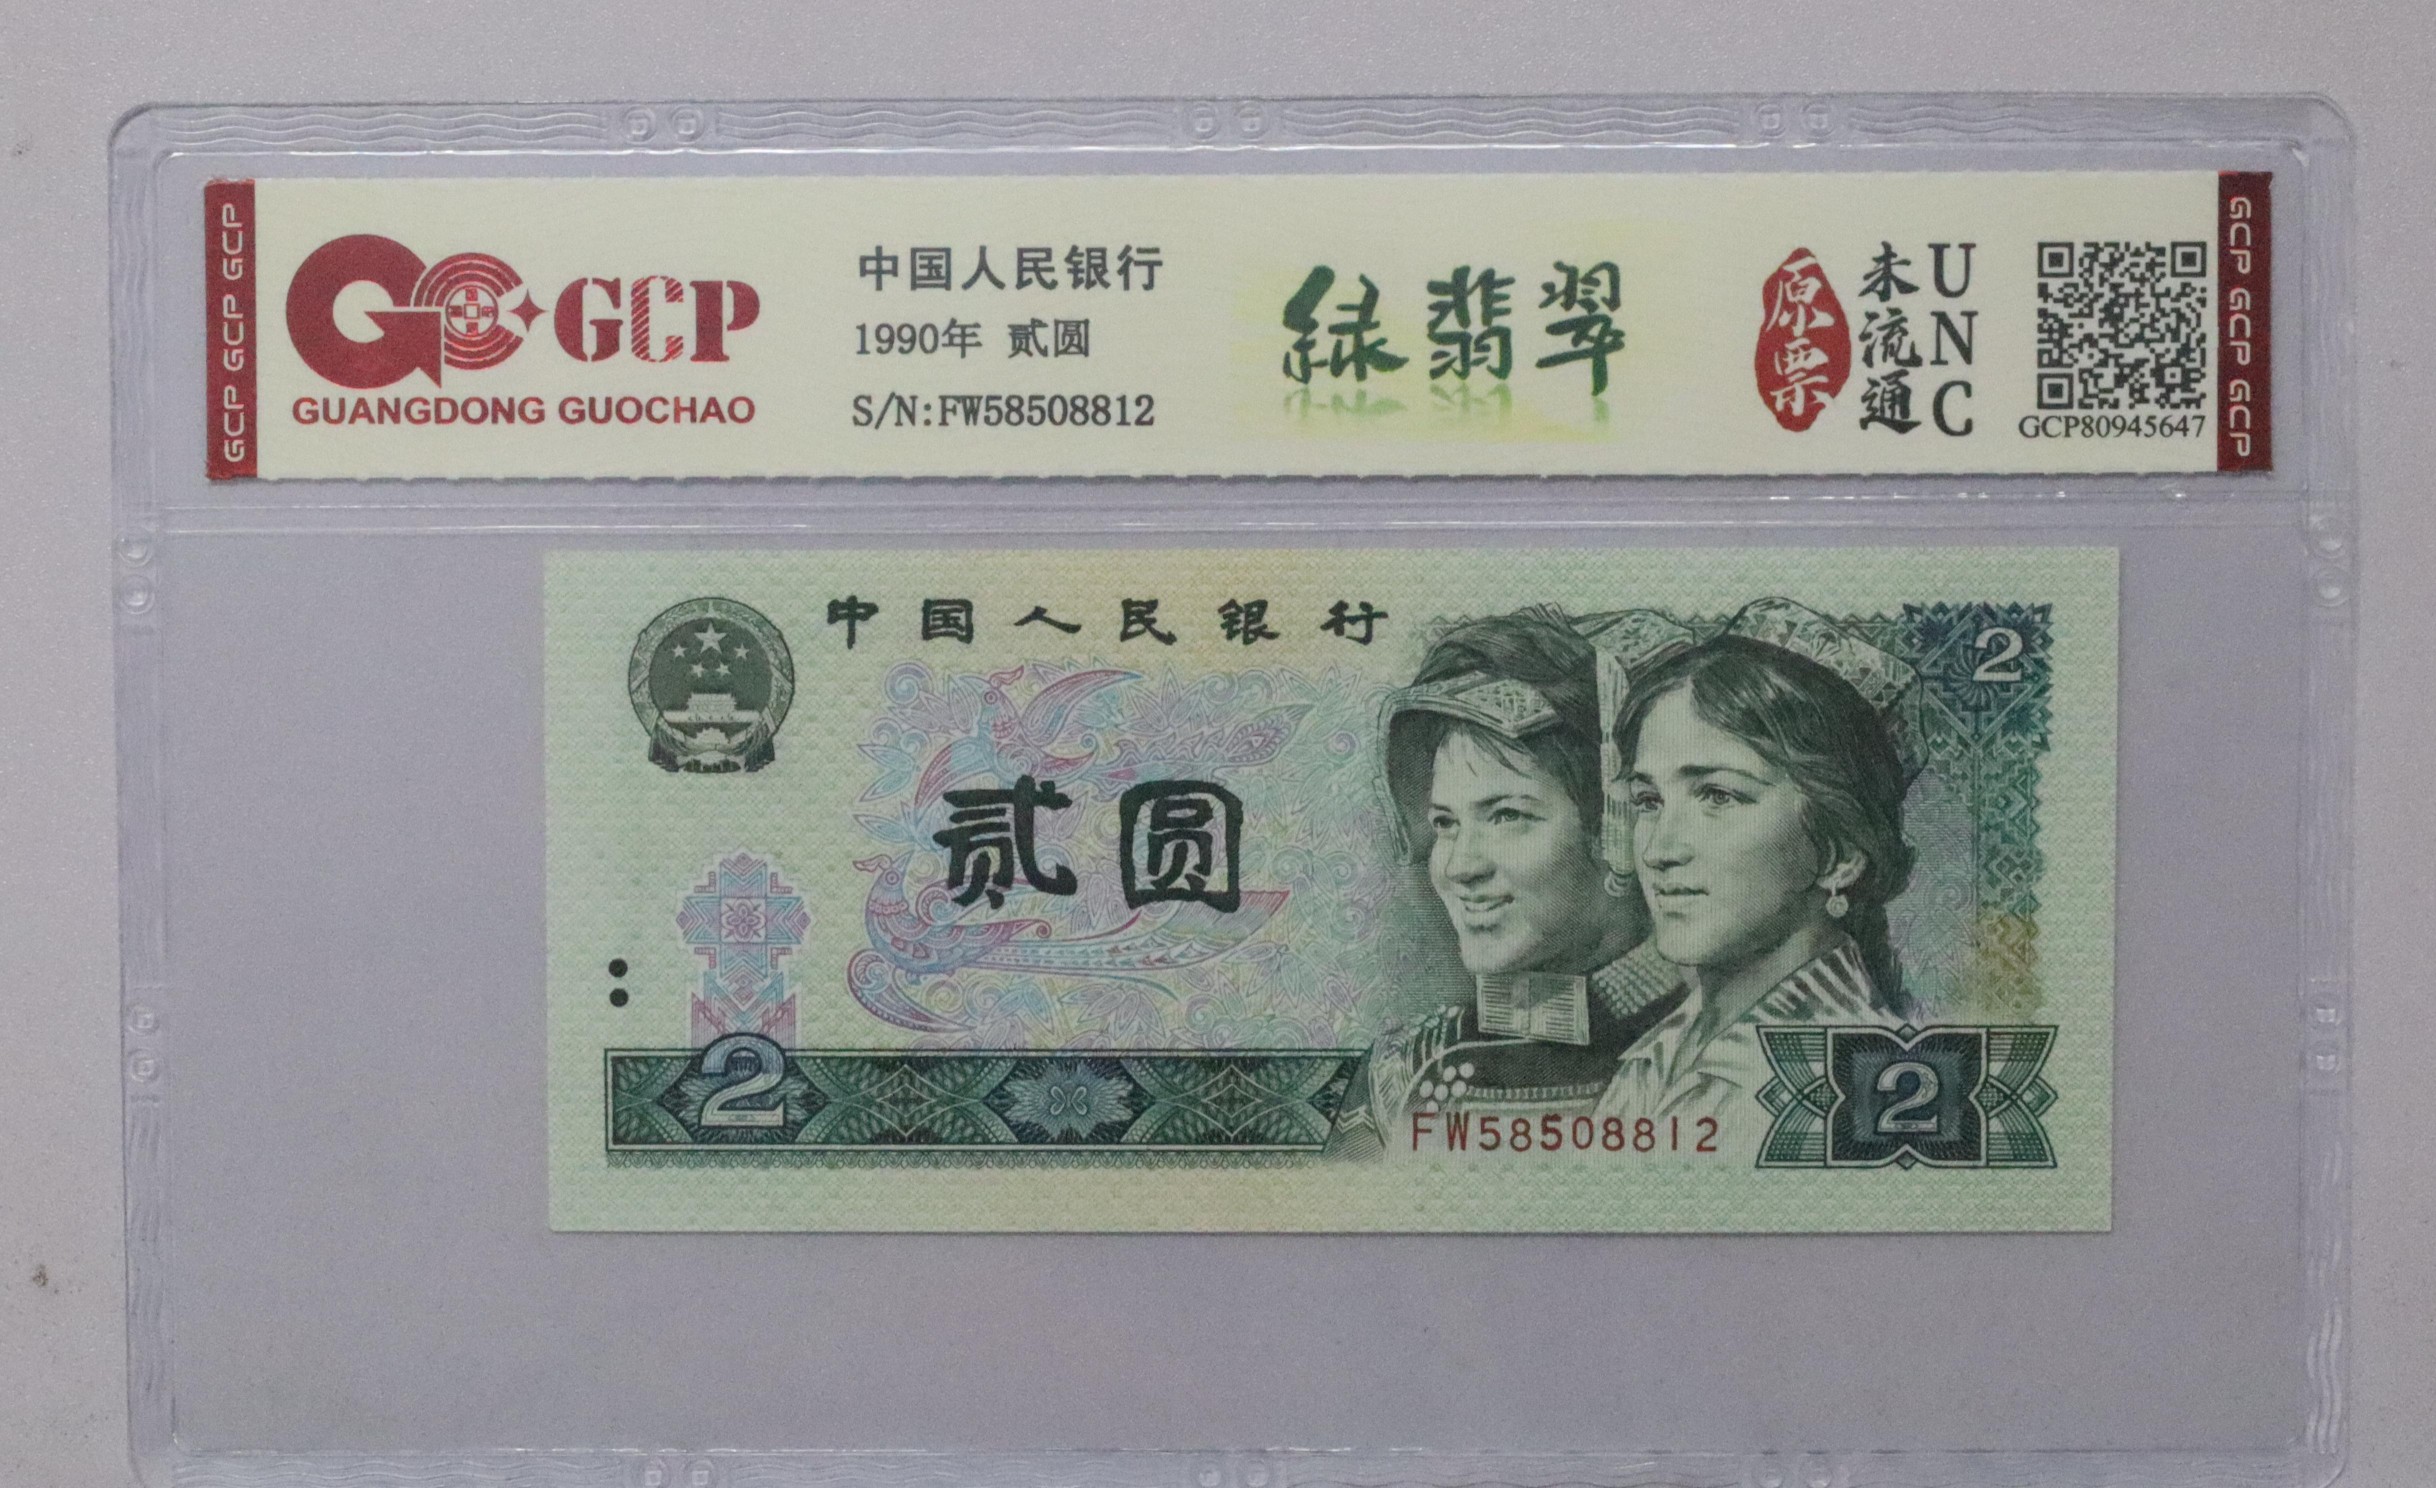 GCP GCP GCP
GCP
GUANGDONG GUOCHAO
中国人民银行
1990年 贰圆
S/N:FW58508812
緑翡翠
原票
未流通
UNC
GCP80945647
GCP GCP GCP
中国人民银行
2
贰圆
2
FW58508812
2